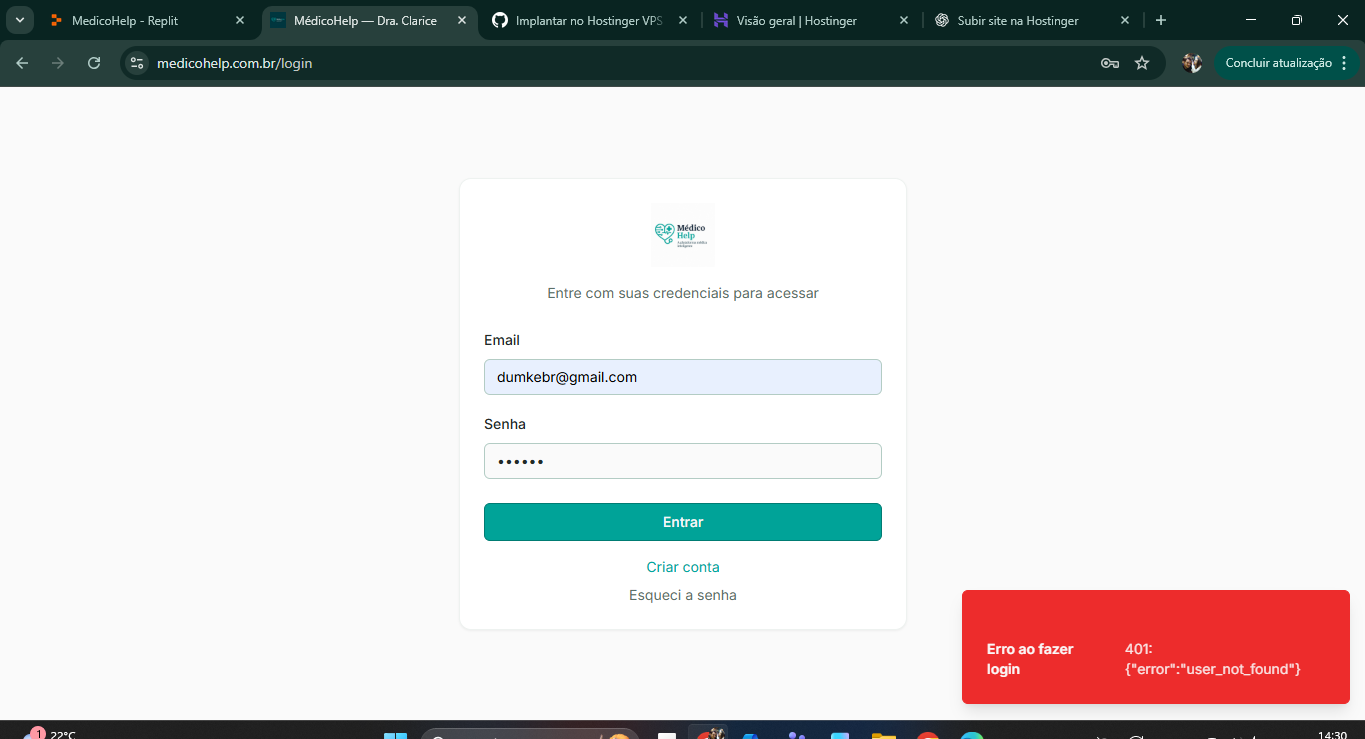 MedicoHelp - Replit
MédicoHelp — Dra. Clarice
Implantar no Hostinger VPS
Visão geral | Hostinger
Subir site na Hostinger
medicohelp.com.br/login
Concluir atualização
Médico
Help
Entre com suas credenciais para acessar
Email
dumkebr@gmail.com
Senha
••••••
Entrar
Criar conta
Esqueci a senha
Erro ao fazer login
401:
{"error":"user_not_found"}
1
22°C
14:30